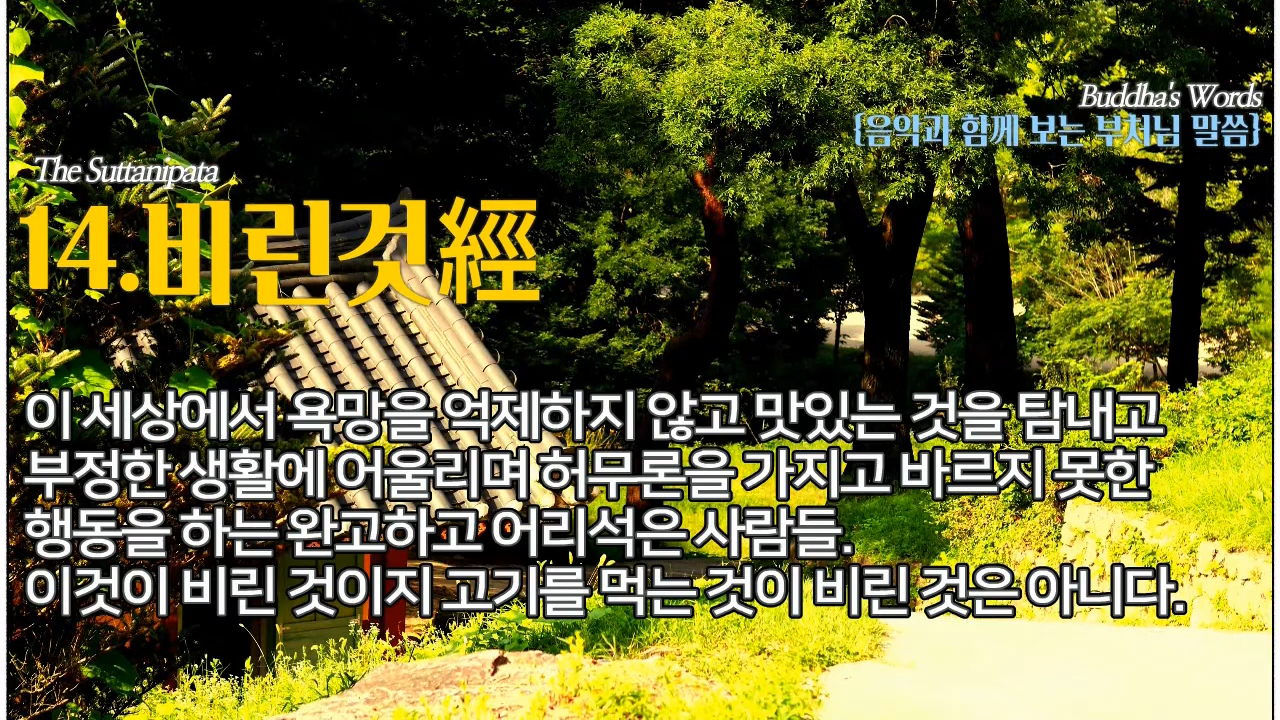 Buddha's Words
{음악과 함께 보는 부처님 말씀}
The Suttanipata
14.비린것經
이 세상에서 욕망을 억제하지 않고 맛있는 것을 탐내고
부정한 생활에 어울리며 허무론을 가지고 바르지 못한
행동을 하는 완고하고 어리석은 사람들.
이것이 비린 것이지 고기를 먹는 것이 비린 것은 아니다.